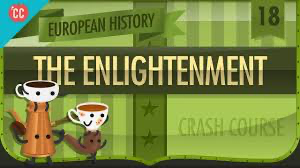 CC
EUROPEAN HISTORY
18
THE ENLIGHTENMENT
CRASH COURSE